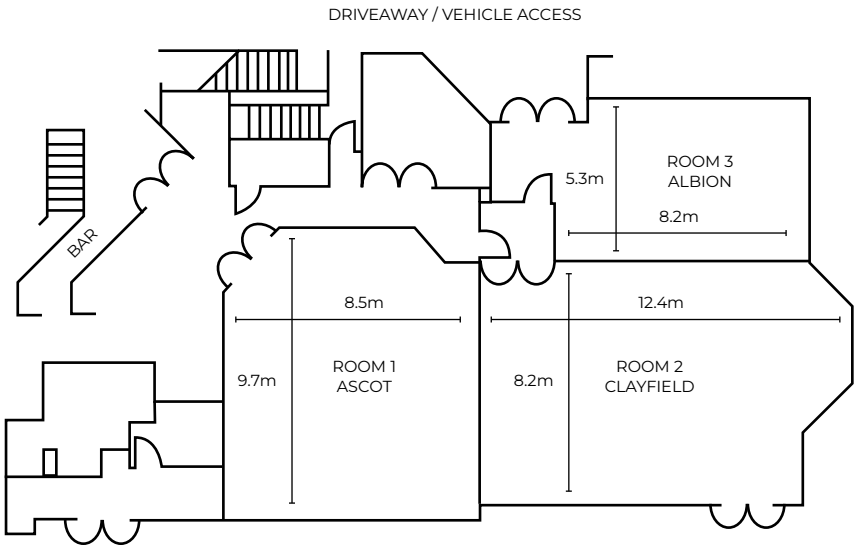 DRIVEAWAY / VEHICLE ACCESS
ROOM 3
ALBION
5.3m
8.2m
BAR
8.5m
12.4m
9.7m
ROOM 1
ASCOT
8.2m
ROOM 2
CLAYFIELD